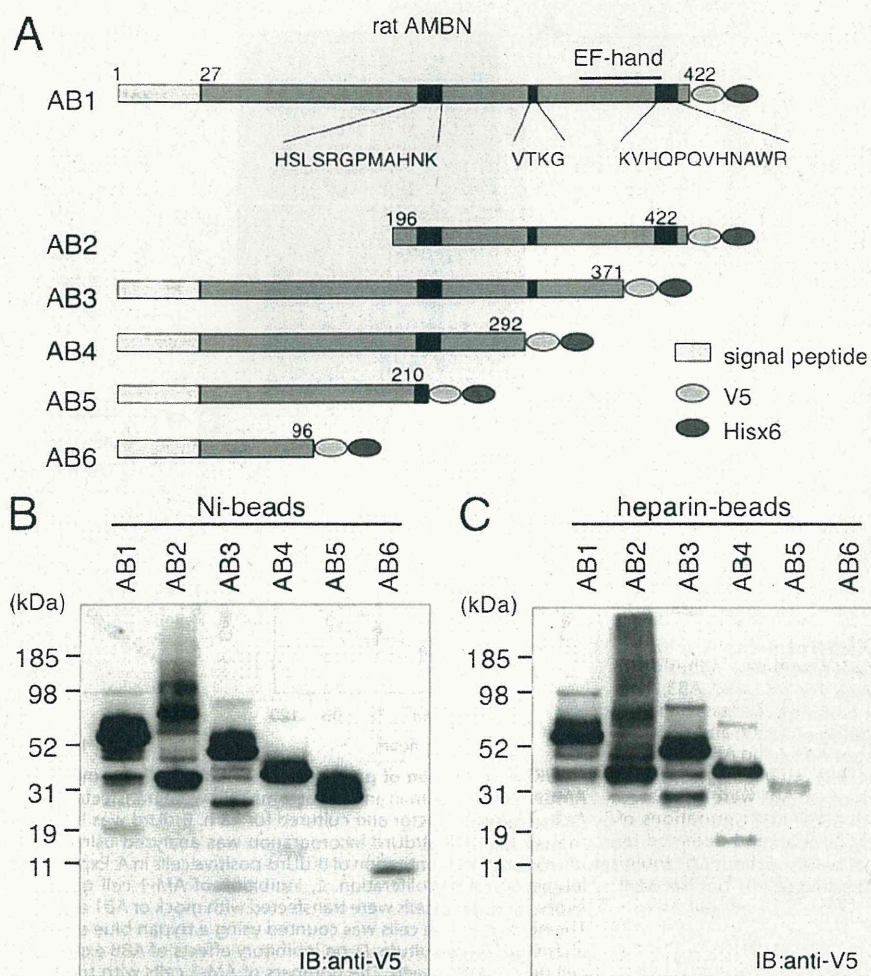 A
rat AMBN
EF-hand
1 27 422
AB1
HSLSRGPMAHNK VTKG KVHQPQVHNAWR
196 422
AB2
371
AB3
292
AB4
210
AB5
96
AB6
signal peptide
V5
Hisx6
B
Ni-beads
AB1 AB2 AB3 AB4 AB5 AB6
(kDa)
185
98
52
31
19
11
IB:anti-V5
C
heparin-beads
AB1 AB2 AB3 AB4 AB5 AB6
(kDa)
185
98
52
31
19
11
IB:anti-V5